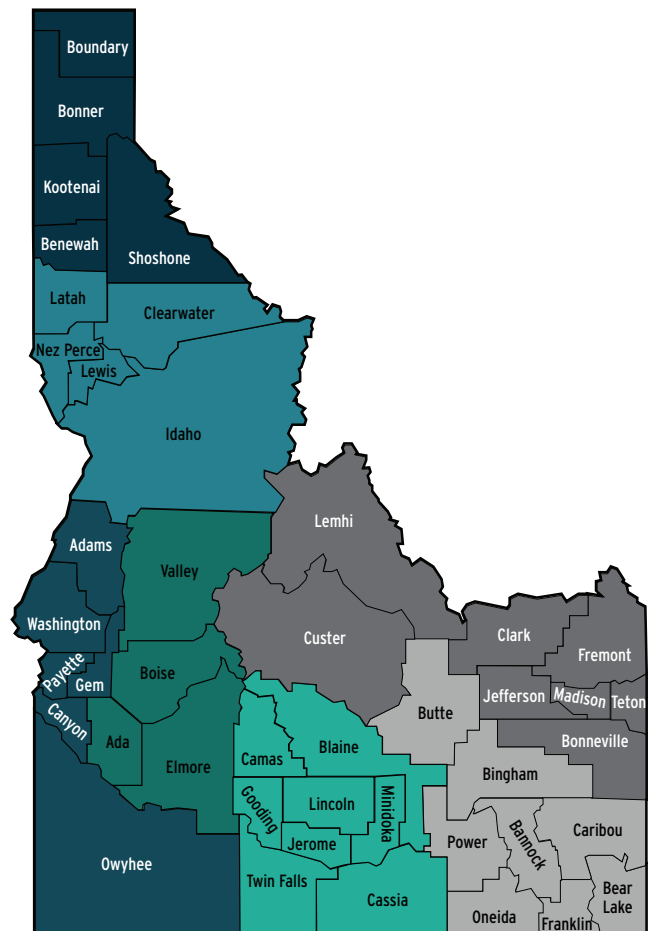 Boundary
Bonner
Kootenai
Benewah
Shoshone
Latah
Clearwater
Nez Perce
Lewis
Idaho
Lemhi
Adams
Valley
Washington
Custer
Clark
Fremont
Payette
Gem
Boise
Jefferson
Madison
Teton
Canyon
Butte
Ada
Elmore
Camas
Blaine
Bonneville
Bingham
Gooding
Lincoln
Minidoka
Jerome
Power
Bannock
Caribou
Owyhee
Twin Falls
Cassia
Bear
Lake
Oneida
Franklin